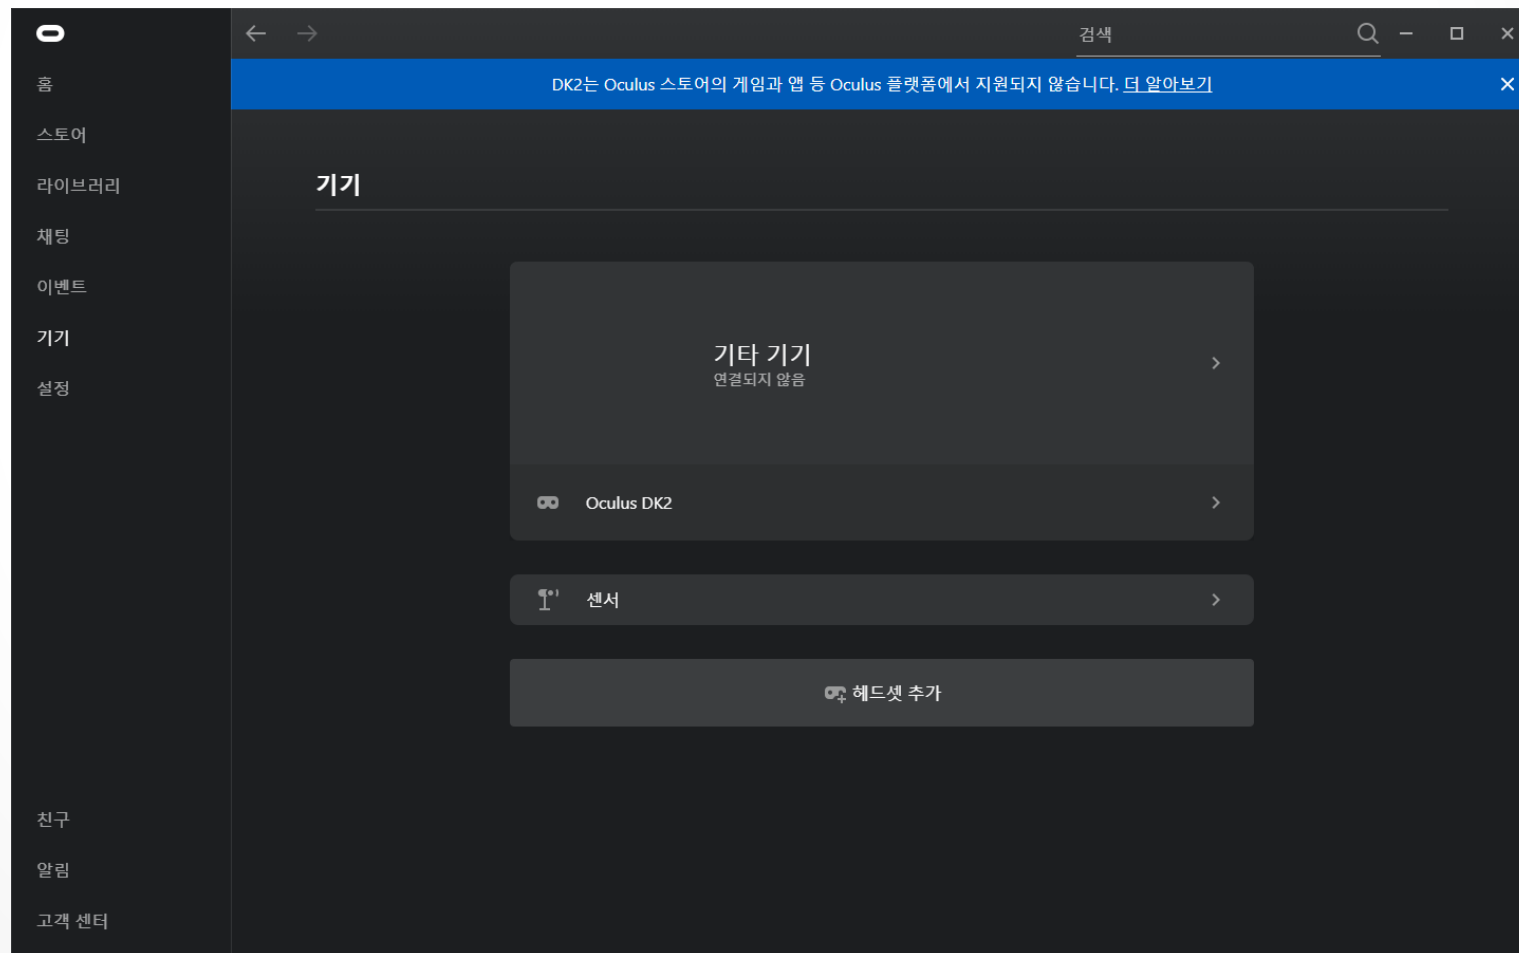 검색
홈
스토어
라이브러리
채팅
이벤트
기기
설정
친구
알림
고객 센터
DK2는 Oculus 스토어의 게임과 앱 등 Oculus 플랫폼에서 지원되지 않습니다. 더 알아보기
기기
기타 기기
연결되지 않음
Oculus DK2
센서
헤드셋 추가